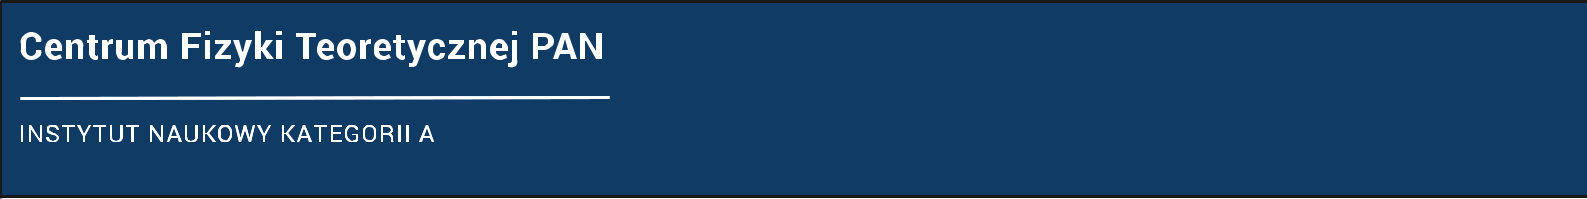 Centrum Fizyki Teoretycznej PAN
INSTYTUT NAUKOWY KATEGORII A